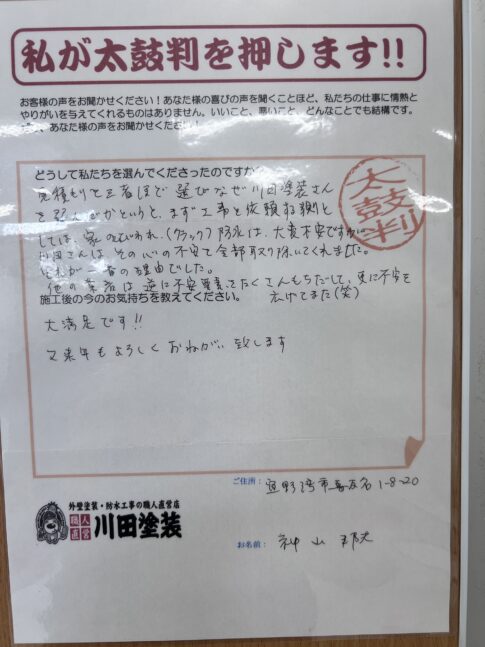 私が太鼓判を押します!!
お客様の声をお聞かせください！あなた様の喜びの声を聞くことほど、私たちの仕事に情熱と
やりがいを与えてくれるものはありません。いいこと、悪いこと、どんなことでも結構です。
あなた様の声をお聞かせください！
どうして私たちを選んでくださったのですか
太鼓判
見積もりを三者ほど選びなぜ川田塗装さん
を選んだかというと、まず工事を依頼する側と
しては、家のひびわれ、(クラック)防水は、大変不安ですが
川田さんは、その心の不安を全部取り除いてくれました。
それが一番の理由でした。
他の業者は逆に不安要素をたくさんもちだして、更に不安を
広げてきた(笑)
施工後の今のお気持ちを教えてください。
大満足です!!
又来年もよろしくおねがい致します
ご住所：
宜野湾市喜友名1-8-20
外壁塗装・防水工事の職人直営店
職人直営
川田塗装
お名前：
神山